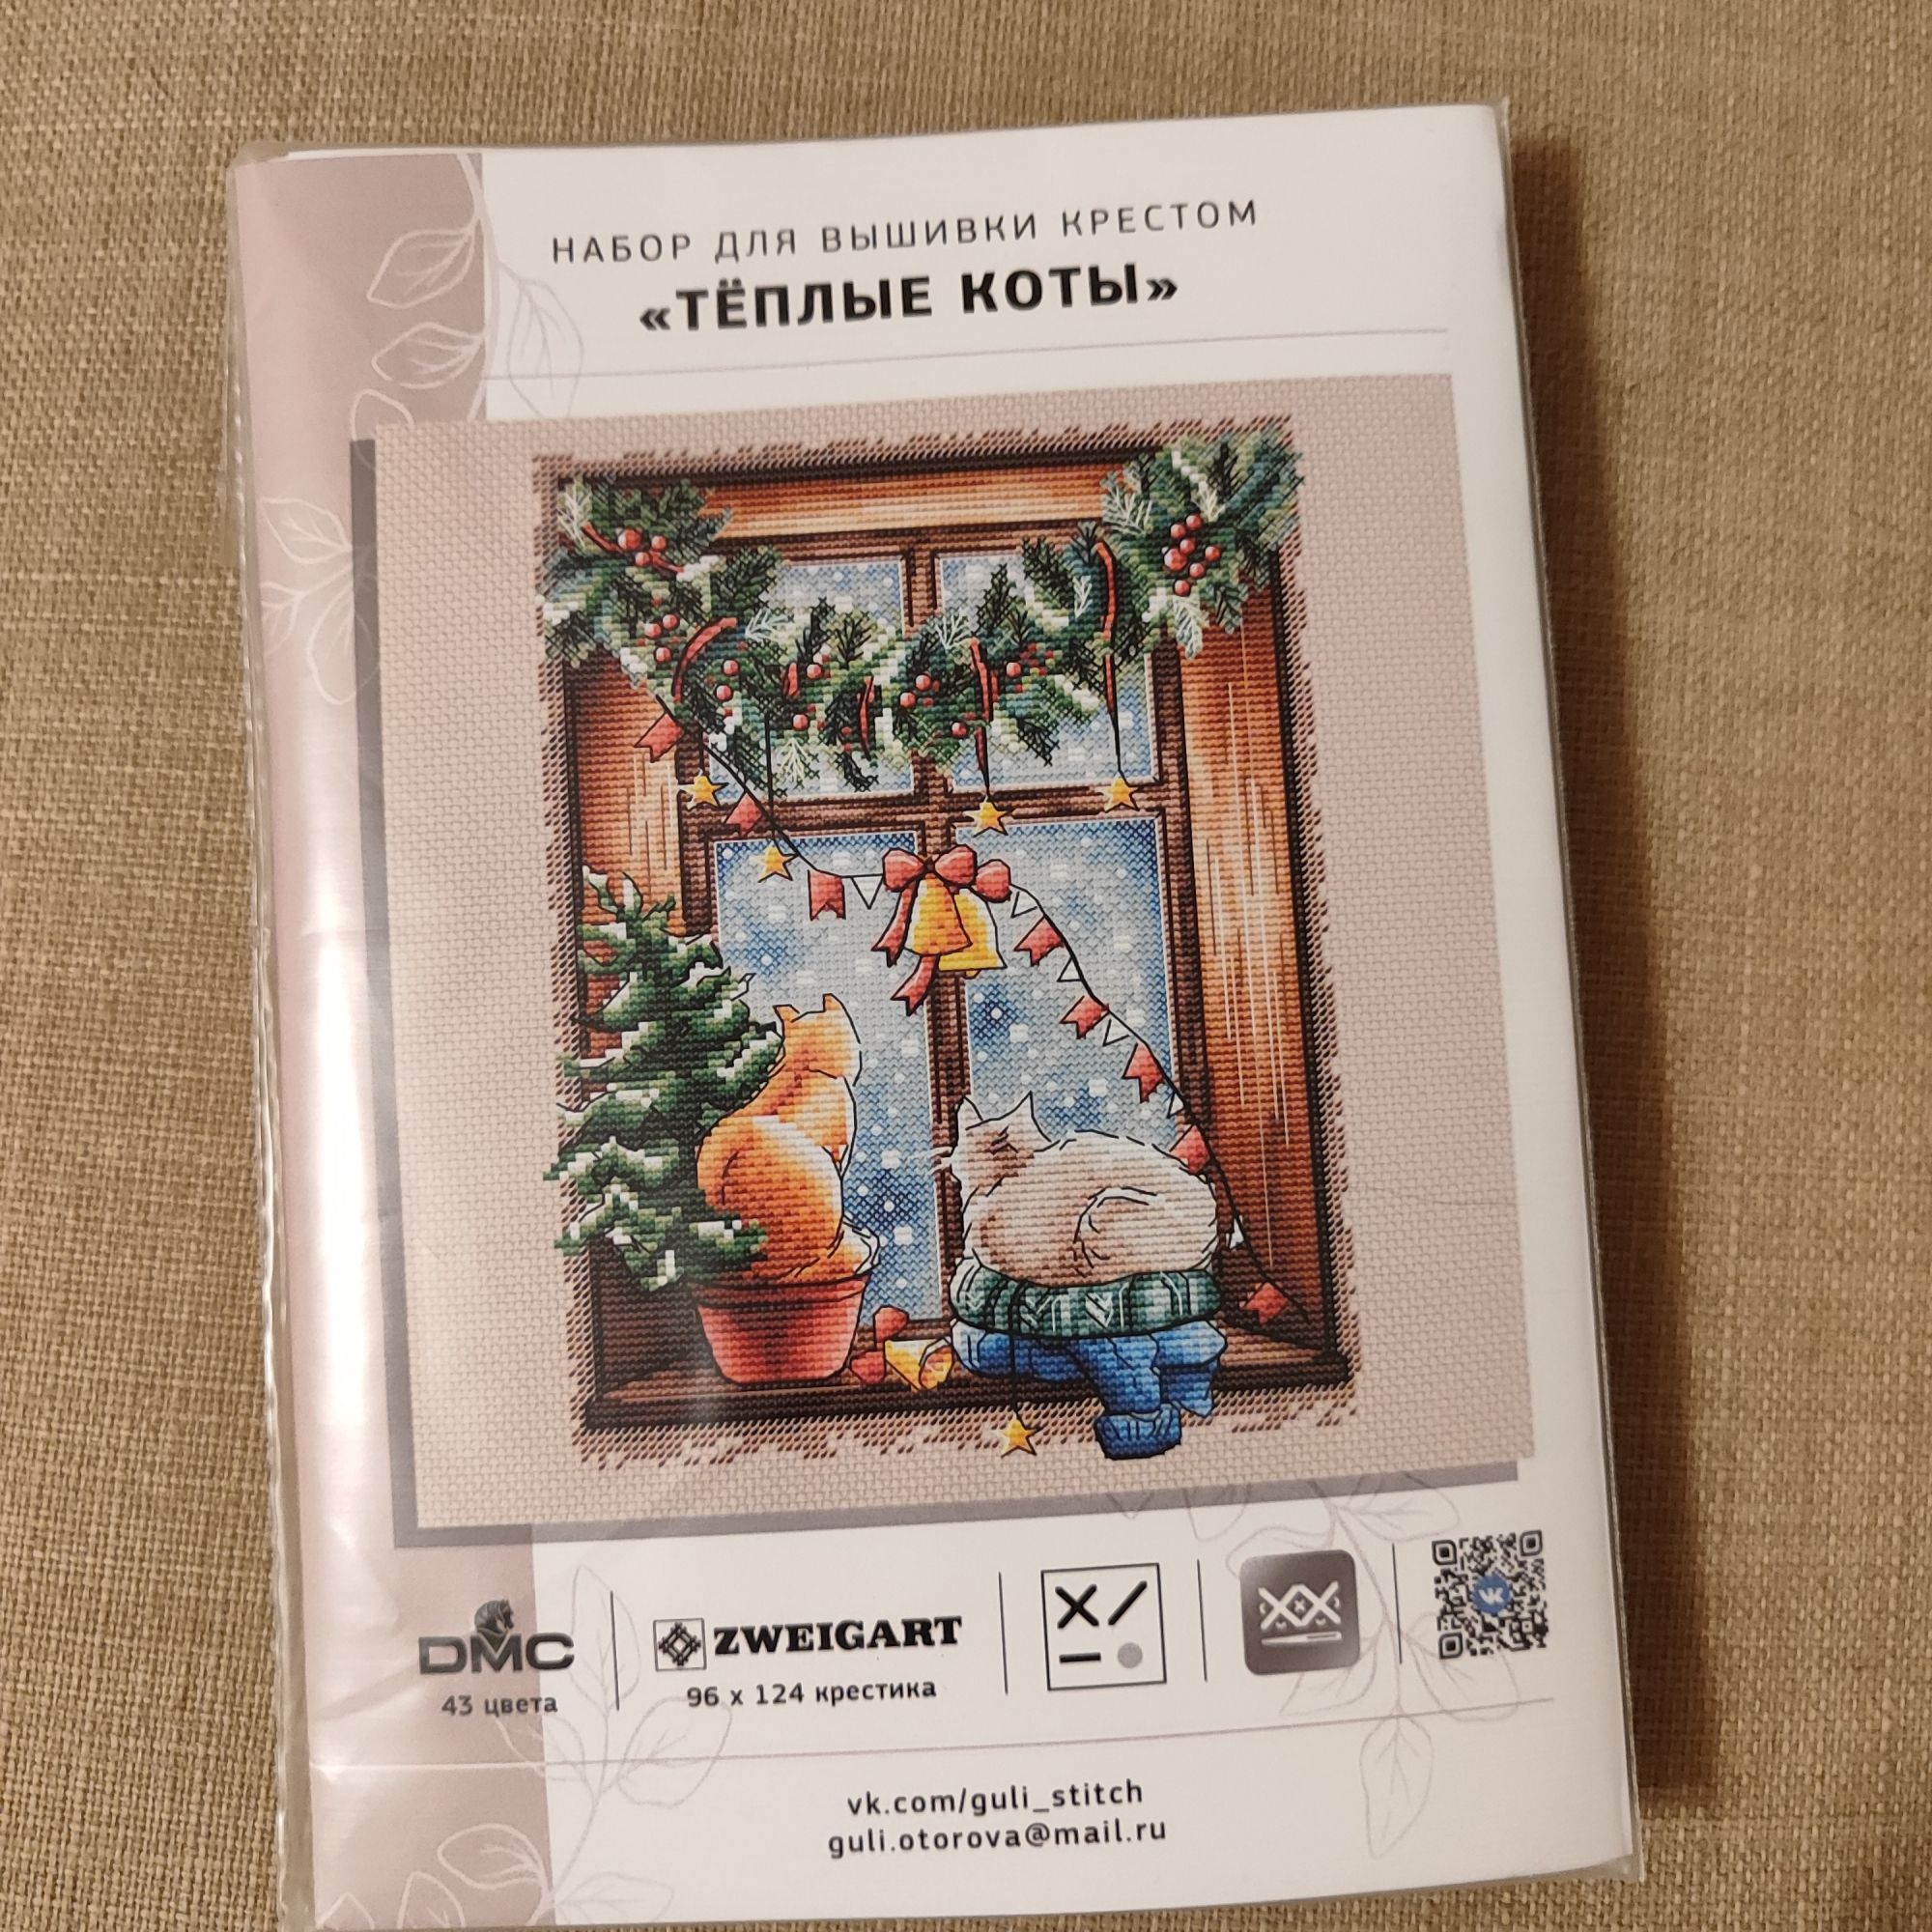 НАБОР ДЛЯ ВЫШИВКИ КРЕСТОМ
«ТЁПЛЫЕ КОТЫ»
DMC
43 цвета
ZWEIGART
96 x 124 крестика
vk.com/guli_stitch
guli.otorova@mail.ru